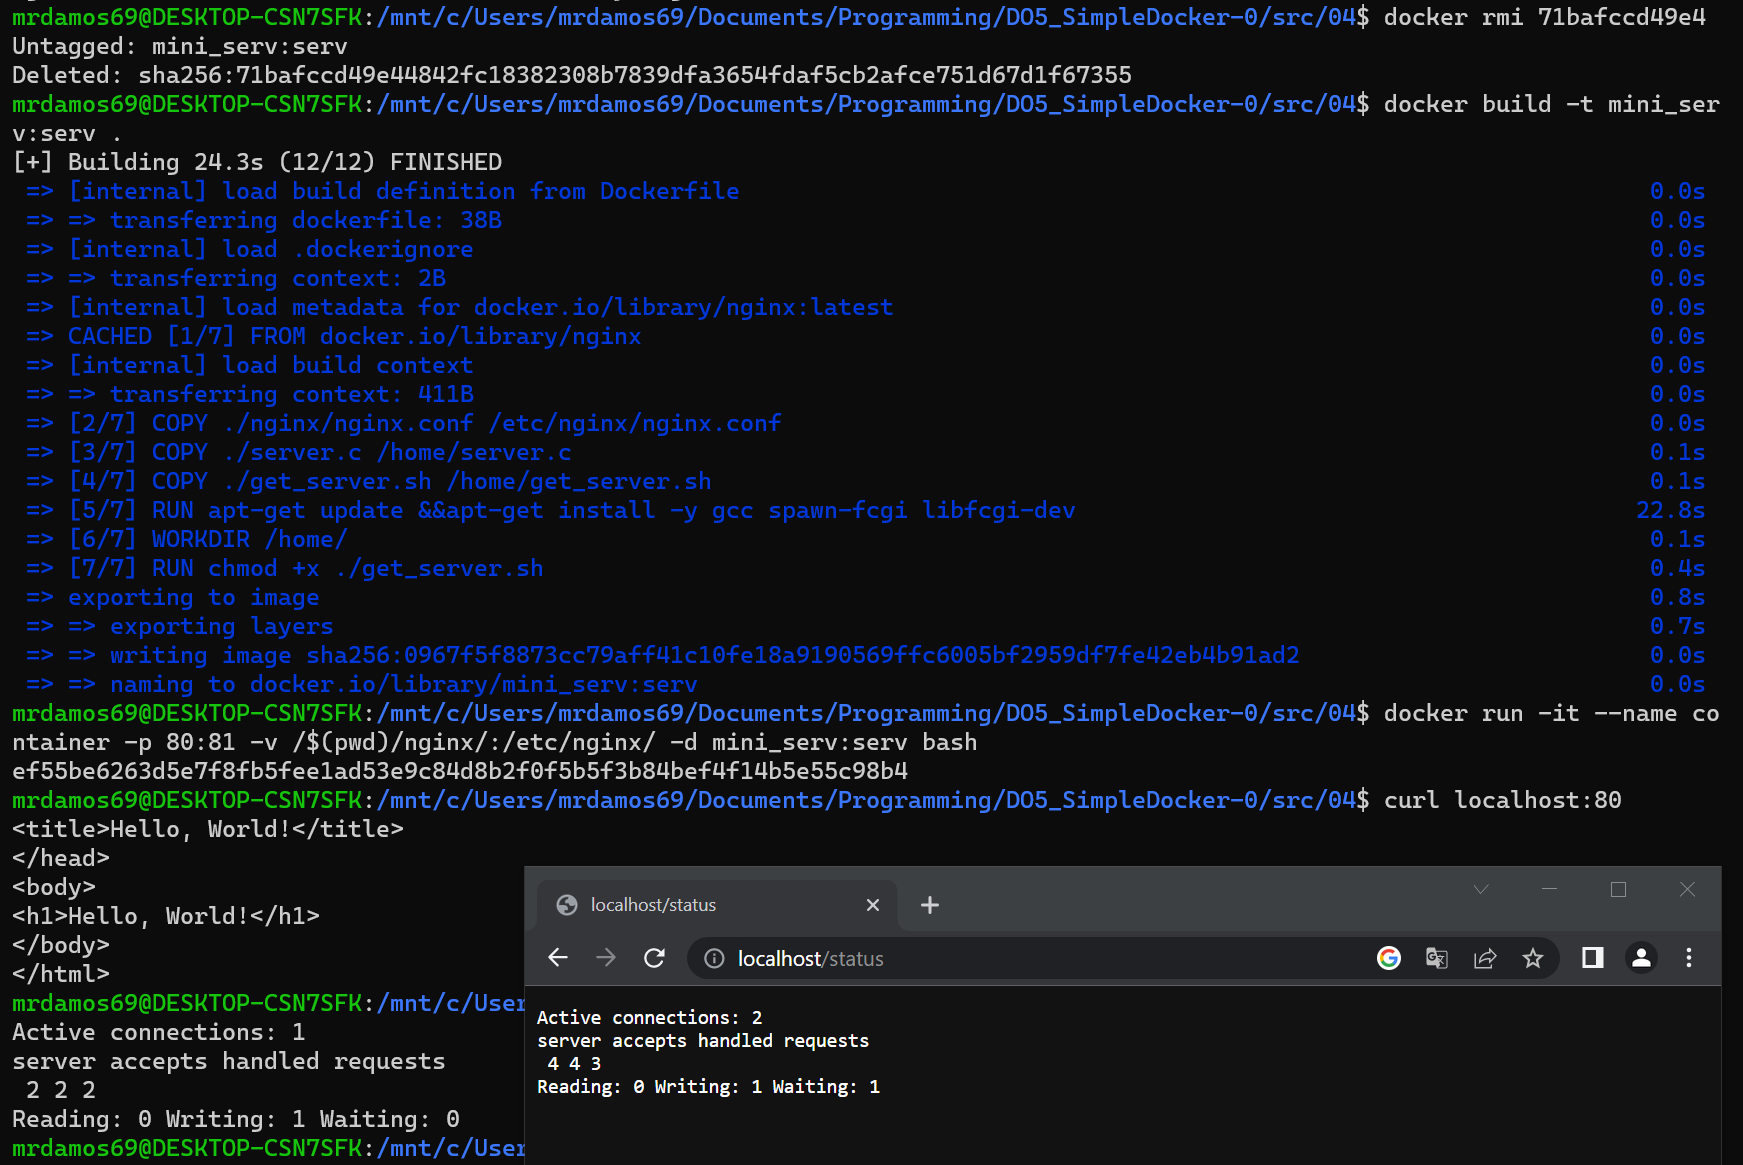 mrdamos69@DESKTOP-CSN7SFK:/mnt/c/Users/mrdamos69/Documents/Programming/DO5_SimpleDocker-0/src/04$ docker rmi 71bafccd49e4
Untagged: mini_serv:serv
Deleted: sha256:71bafccd49e44842fc18382308b7839dfa3654fdaf5cb2afce751d67d1f67355
mrdamos69@DESKTOP-CSN7SFK:/mnt/c/Users/mrdamos69/Documents/Programming/DO5_SimpleDocker-0/src/04$ docker build -t mini_ser
v:serv .
[+] Building 24.3s (12/12) FINISHED
=> [internal] load build definition from Dockerfile 0.0s
=> => transferring dockerfile: 38B 0.0s
=> [internal] load .dockerignore 0.0s
=> => transferring context: 2B 0.0s
=> [internal] load metadata for docker.io/library/nginx:latest 0.0s
=> CACHED [1/7] FROM docker.io/library/nginx 0.0s
=> [internal] load build context 0.0s
=> => transferring context: 411B 0.0s
=> [2/7] COPY ./nginx/nginx.conf /etc/nginx/nginx.conf 0.0s
=> [3/7] COPY ./server.c /home/server.c 0.1s
=> [4/7] COPY ./get_server.sh /home/get_server.sh 0.1s
=> [5/7] RUN apt-get update &&apt-get install -y gcc spawn-fcgi libfcgi-dev 22.8s
=> [6/7] WORKDIR /home/ 0.1s
=> [7/7] RUN chmod +x ./get_server.sh 0.4s
=> exporting to image 0.8s
=> => exporting layers 0.7s
=> => writing image sha256:0967f5f8873cc79aff41c10fe18a9190569ffc6005bf2959df7fe42eb4b91ad2 0.0s
=> => naming to docker.io/library/mini_serv:serv 0.0s
mrdamos69@DESKTOP-CSN7SFK:/mnt/c/Users/mrdamos69/Documents/Programming/DO5_SimpleDocker-0/src/04$ docker run -it --name co
ntainer -p 80:81 -v /$(pwd)/nginx/:/etc/nginx/ -d mini_serv:serv bash
ef55be6263d5e7f8fb5fee1ad53e9c84d8b2f0f5b5f3b84bef4f14b5e55c98b4
mrdamos69@DESKTOP-CSN7SFK:/mnt/c/Users/mrdamos69/Documents/Programming/DO5_SimpleDocker-0/src/04$ curl localhost:80
<title>Hello, World!</title>
</head>
<body>
<h1>Hello, World!</h1>
</body>
</html>
mrdamos69@DESKTOP-CSN7SFK:/mnt/c/User
Active connections: 1
server accepts handled requests
2 2 2
Reading: 0 Writing: 1 Waiting: 0
mrdamos69@DESKTOP-CSN7SFK:/mnt/c/User
localhost/status
localhost/status
Active connections: 2
server accepts handled requests
4 4 3
Reading: 0 Writing: 1 Waiting: 1